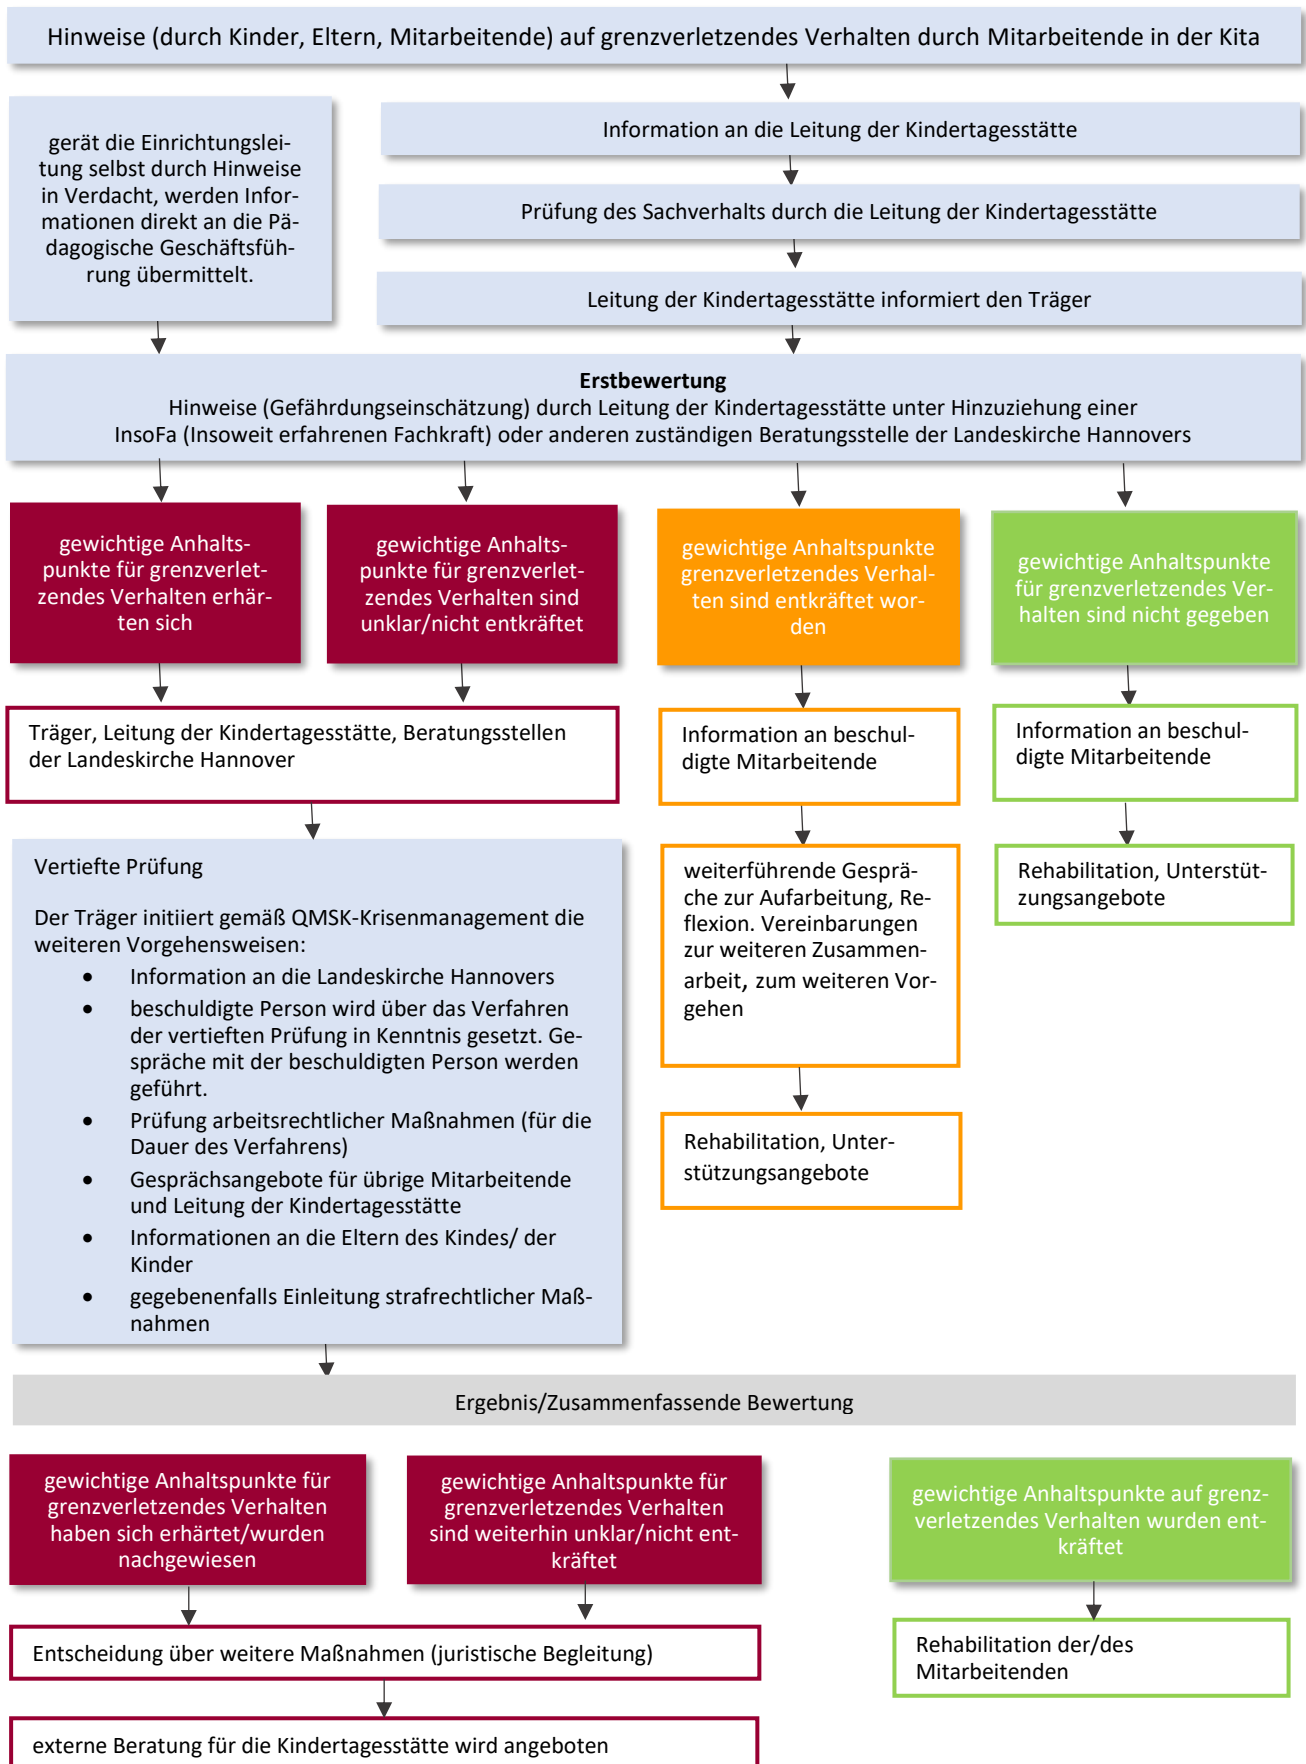 Hinweise (durch Kinder, Eltern, Mitarbeitende) auf grenzverletzendes Verhalten durch Mitarbeitende in der Kita
gerät die Einrichtungslei-
tung selbst durch Hinweise
in Verdacht, werden Infor-
mationen direkt an die Pä-
dagogische Geschäftsfüh-
rung übermittelt.
Information an die Leitung der Kindertagesstätte
Prüfung des Sachverhalts durch die Leitung der Kindertagesstätte
Leitung der Kindertagesstätte informiert den Träger
Erstbewertung
Hinweise (Gefährdungseinschätzung) durch Leitung der Kindertagesstätte unter Hinzuziehung einer
InsoFa (Insoweit erfahrenen Fachkraft) oder anderen zuständigen Beratungsstelle der Landeskirche Hannovers
gewichtige Anhalts-
punkte für grenzverlet-
zendes Verhalten erhär-
ten sich
gewichtige Anhalts-
punkte für grenzverlet-
zendes Verhalten sind
unklar/nicht entkräftet
gewichtige Anhaltspunkte
grenzverletzendes Verhal-
ten sind entkräftet wor-
den
gewichtige Anhaltspunkte
für grenzverletzendes Ver-
halten sind nicht gegeben
Träger, Leitung der Kindertagesstätte, Beratungsstellen
der Landeskirche Hannover
Information an beschul-
digte Mitarbeitende
Information an beschul-
digte Mitarbeitende
Vertiefte Prüfung
Der Träger initiiert gemäß QMSK-Krisenmanagement die
weiteren Vorgehensweisen:
• Information an die Landeskirche Hannovers
• beschuldigte Person wird über das Verfahren
der vertieften Prüfung in Kenntnis gesetzt. Ge-
spräche mit der beschuldigten Person werden
geführt.
• Prüfung arbeitsrechtlicher Maßnahmen (für die
Dauer des Verfahrens)
• Gesprächsangebote für übrige Mitarbeitende
und Leitung der Kindertagesstätte
• Informationen an die Eltern des Kindes/ der
Kinder
• gegebenenfalls Einleitung strafrechtlicher Maß-
nahmen
weiterführende Gesprä-
che zur Aufarbeitung, Re-
flexion. Vereinbarungen
zur weiteren Zusammen-
arbeit, zum weiteren Vor-
gehen
Rehabilitation, Unterstüt-
zungsangebote
Rehabilitation, Unter-
stützungsangebote
Ergebnis/Zusammenfassende Bewertung
gewichtige Anhaltspunkte für
grenzverletzendes Verhalten
haben sich erhärtet/wurden
nachgewiesen
gewichtige Anhaltspunkte für
grenzverletzendes Verhalten
sind weiterhin unklar/nicht ent-
kräftet
gewichtige Anhaltspunkte auf grenz-
verletzendes Verhalten wurden ent-
kräftet
Entscheidung über weitere Maßnahmen (juristische Begleitung)
Rehabilitation der/des
Mitarbeitenden
externe Beratung für die Kindertagesstätte wird angeboten